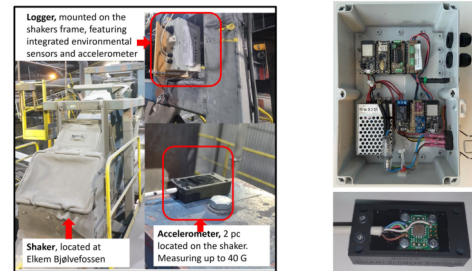 Logger, mounted on the
shakers frame, featuring
integrated environmental
sensors and accelerometer
Shaker, located at
Elkem Bjølvefossen
Accelerometer, 2 pc
located on the shaker.
Measuring up to 40 G